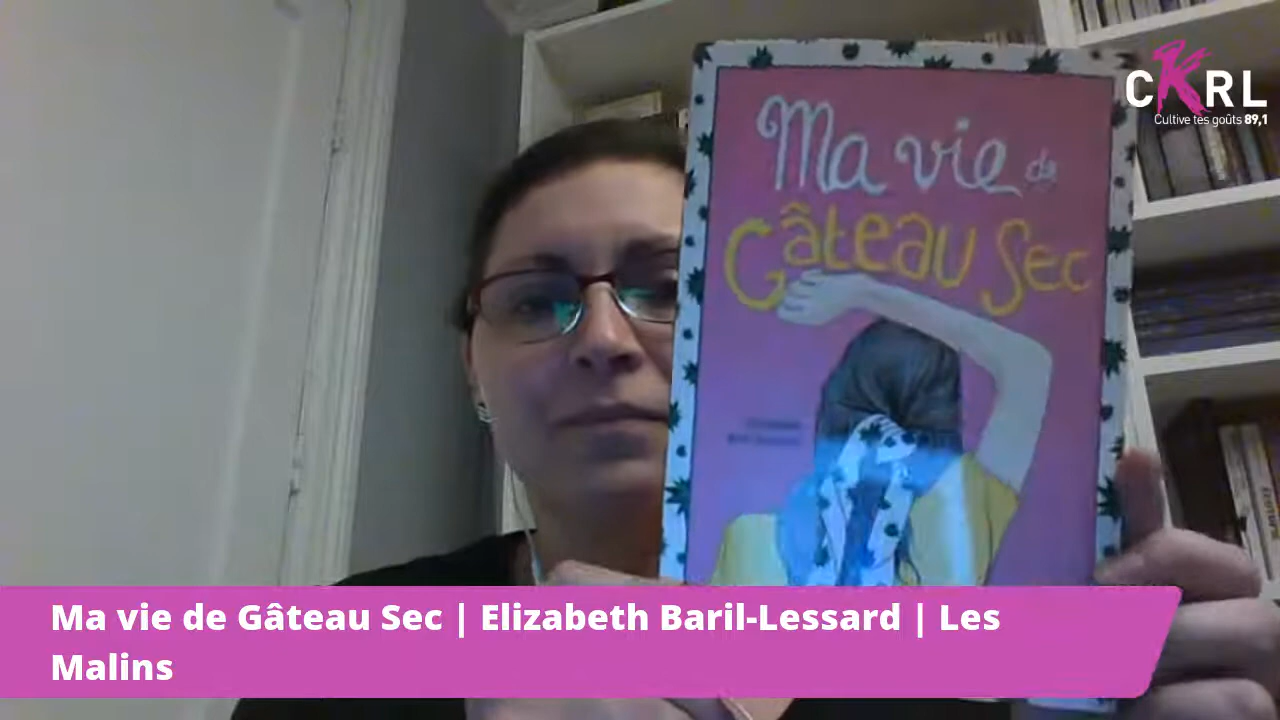 Ma vie de
Gâteau Sec
CKRL
Cultive tes goûts 89,1
Ma vie de Gâteau Sec | Elizabeth Baril-Lessard | Les
Malins